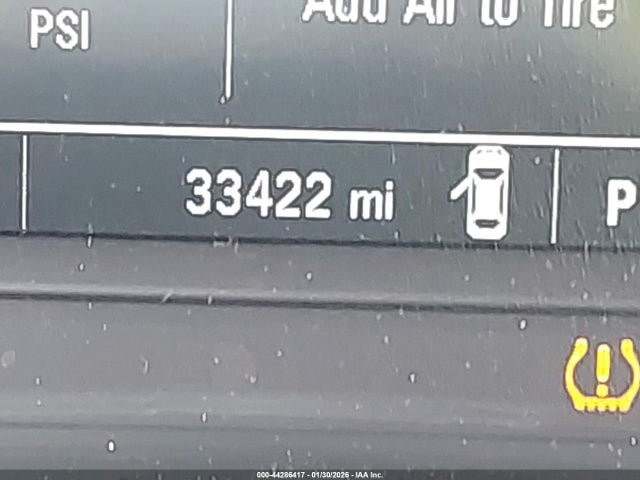 Add Air to Tire
PSI
33422 mi
P
000-44286417 - 01/30/2026 - IAA Inc.